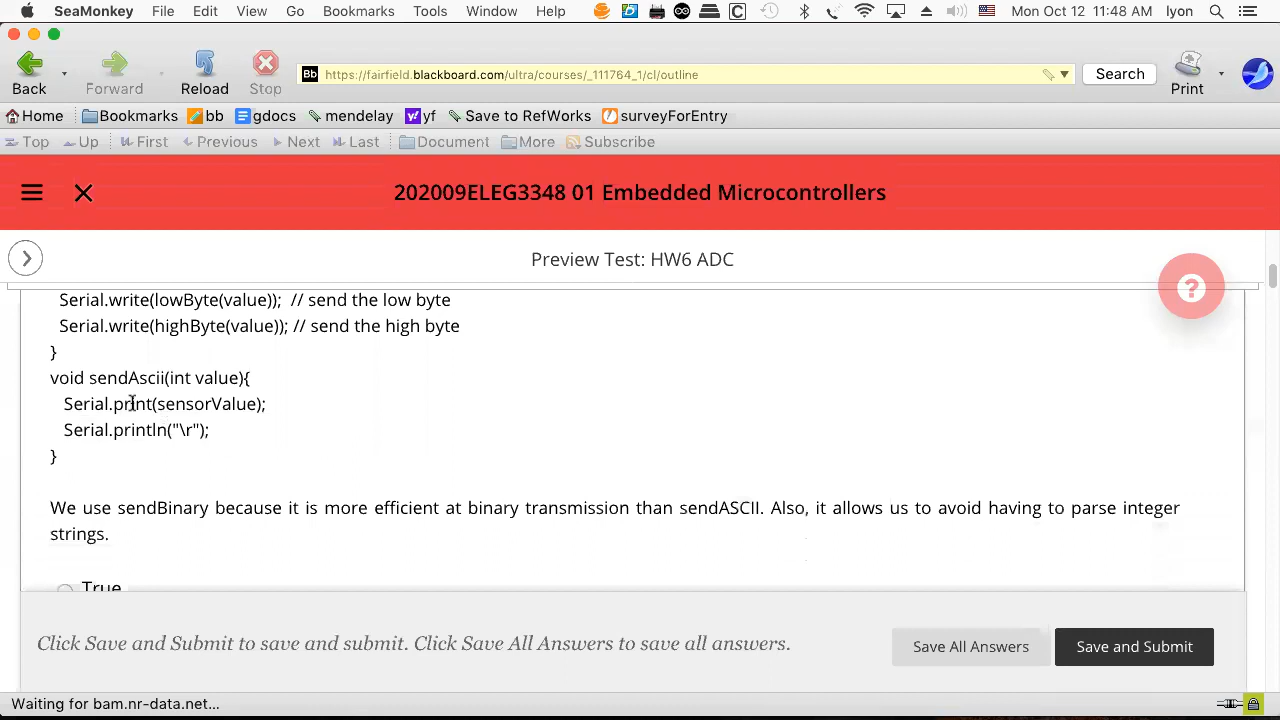 SeaMonkey File Edit View Go Bookmarks Tools Window Help Mon Oct 12 11:48 AM lyon
Back Forward Reload Stop Bb https://fairfield.blackboard.com/ultra/courses/_111764_1/cl/outline Search Print
Home Bookmarks bb gdocs mendelay y! yf Save to RefWorks surveyForEntry
Top Up First Previous Next Last Document More Subscribe
202009ELEG3348 01 Embedded Microcontrollers
Preview Test: HW6 ADC
?
Serial.write(lowByte(value)); // send the low byte
Serial.write(highByte(value)); // send the high byte
}
void sendAscii(int value){
Serial.print(sensorValue);
Serial.println("\r");
}
We use sendBinary because it is more efficient at binary transmission than sendASCII. Also, it allows us to avoid having to parse integer
strings.
True
Click Save and Submit to save and submit. Click Save All Answers to save all answers.
Save All Answers Save and Submit
Waiting for bam.nr-data.net...